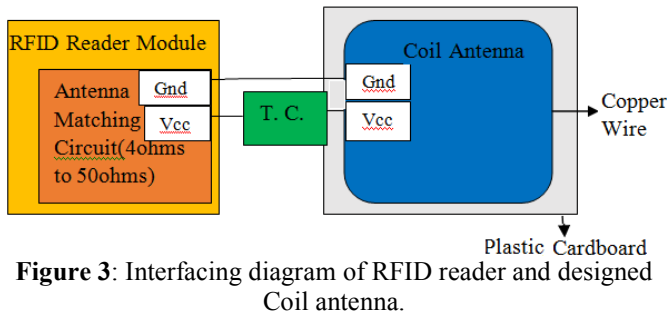 RFID Reader Module
Antenna
Matching
Circuit(4ohms
to 50ohms)
Gnd
Vcc
T. C.
Coil Antenna
Gnd
Vcc
Copper
Wire
Plastic Cardboard
Figure 3: Interfacing diagram of RFID reader and designed
Coil antenna.